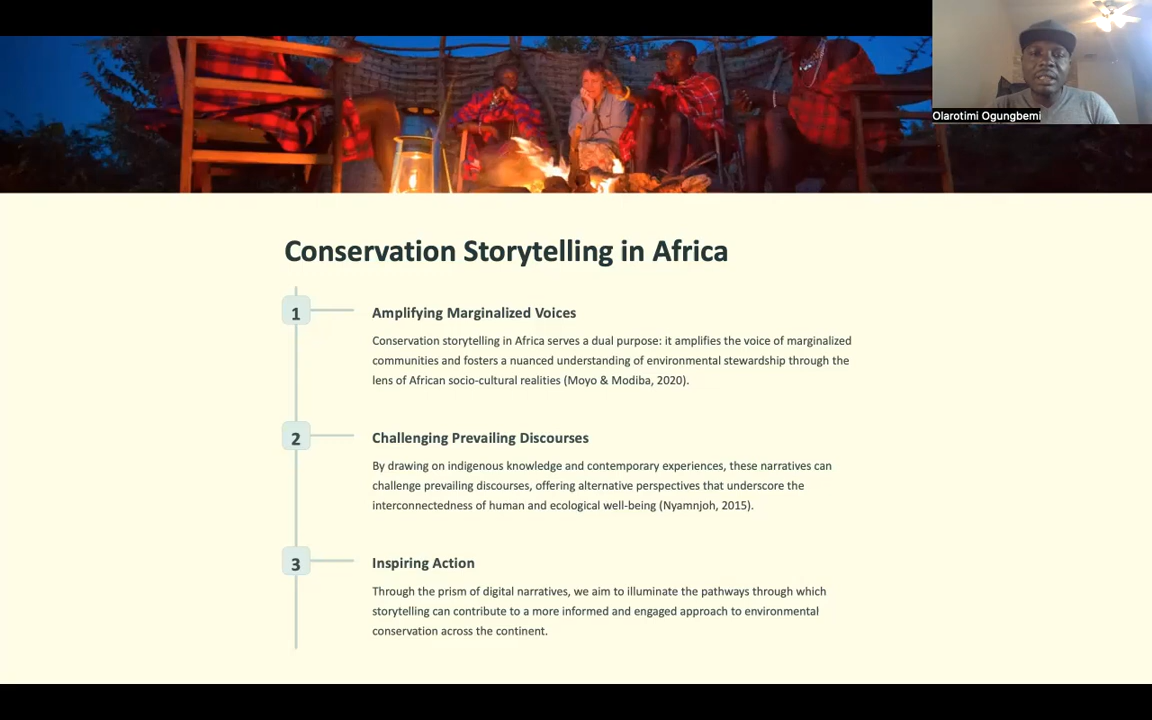 Olarotimi Ogungbemi
Conservation Storytelling in Africa
1
Amplifying Marginalized Voices
Conservation storytelling in Africa serves a dual purpose: it amplifies the voice of marginalized
communities and fosters a nuanced understanding of environmental stewardship through the
lens of African socio-cultural realities (Moyo & Modiba, 2020).
2
Challenging Prevailing Discourses
By drawing on indigenous knowledge and contemporary experiences, these narratives can
challenge prevailing discourses, offering alternative perspectives that underscore the
interconnectedness of human and ecological well-being (Nyamnjoh, 2015).
3
Inspiring Action
Through the prism of digital narratives, we aim to illuminate the pathways through which
storytelling can contribute to a more informed and engaged approach to environmental
conservation across the continent.